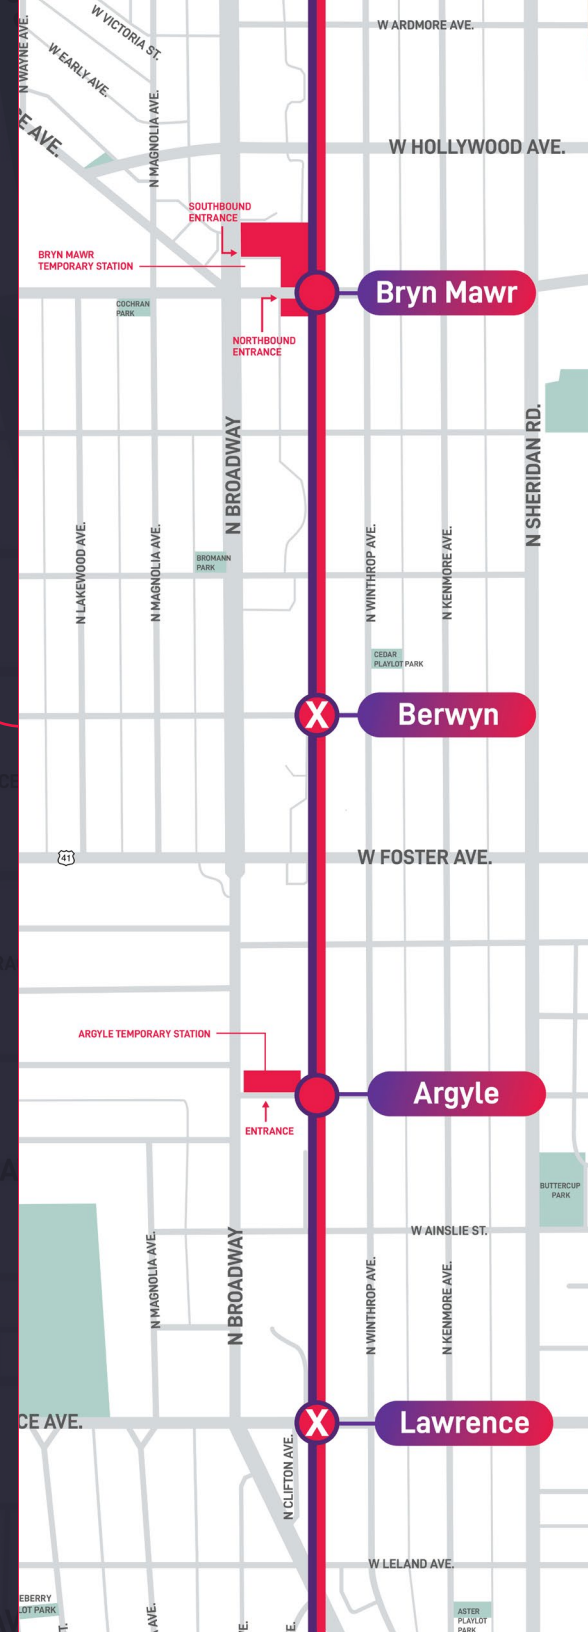 W ARDMORE AVE.
W VICTORIA ST.
N WAYNE AVE.
W EARLY AVE.
N MAGNOLIA AVE.
CE AVE.
W HOLLYWOOD AVE.
SOUTHBOUND
ENTRANCE
BRYN MAWR
TEMPORARY STATION
Bryn Mawr
COCHRAN
PARK
NORTHBOUND
ENTRANCE
N BROADWAY
N SHERIDAN RD.
N LAKEWOOD AVE.
N MAGNOLIA AVE.
N WINTHROP AVE.
N KENMORE AVE.
BROMANN
PARK
CEDAR
PLAYLOT PARK
X
Berwyn
41
W FOSTER AVE.
ARGYLE TEMPORARY STATION
Argyle
ENTRANCE
BUTTERCUP
PARK
W AINSLIE ST.
N MAGNOLIA AVE.
N BROADWAY
N WINTHROP AVE.
N KENMORE AVE.
CE AVE.
X
Lawrence
N CLIFTON AVE.
W LELAND AVE.
EBERRY
LOT PARK
T.
AVE.
E.
E.
ASTER
PLAYLOT
PARK